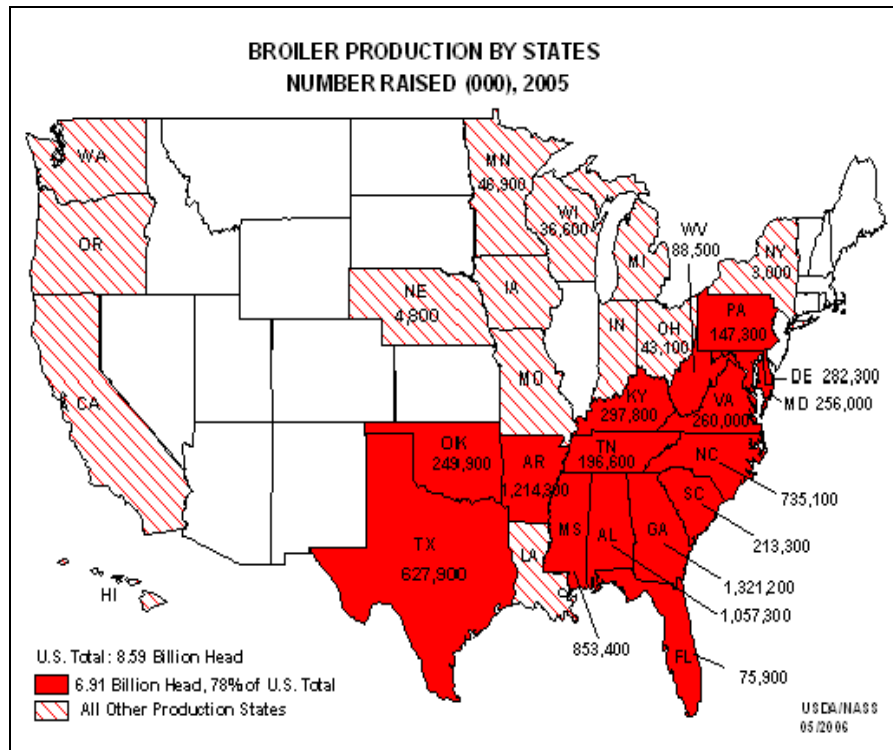 BROILER PRODUCTION BY STATES
NUMBER RAISED (000), 2005
WA
MN
46,900
OR
WI
36,600
WV
88,500
MI
NY
3,000
NE
4,800
IA
IN
OH
43,100
PA
147,300
CA
MO
DE 282,300
MD 256,000
KY
297,800
VA
260,000
OK
249,900
AR
1,214,300
TN
196,600
NC
735,100
SC
213,300
TX
627,900
LA
MS
AL
GA
1,321,200
1,057,300
853,400
HI
FL
75,900
U.S. Total: 8.59 Billion Head
6.91 Billion Head, 78% of U.S. Total
All Other Production States
USDA/NASS
05/2006